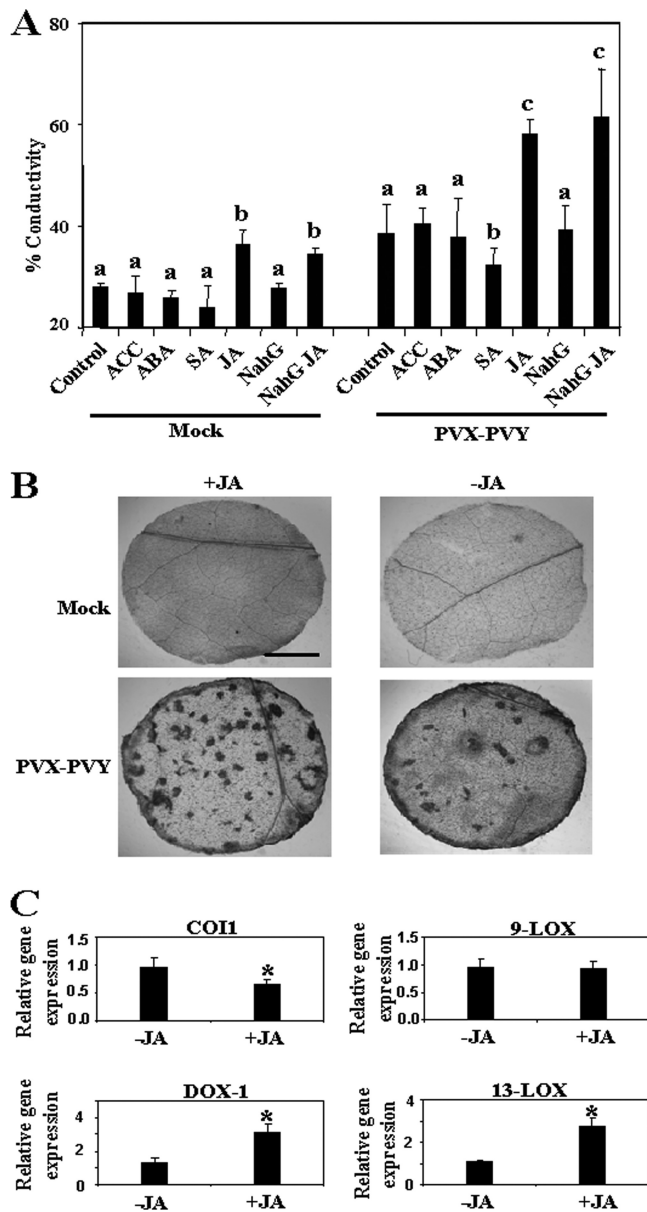 A
80
60
40
20
% Conductivity
a a a a b a b
a a a b c a c
Control ACC ABA SA JA NahG NahG JA
Control ACC ABA SA JA NahG NahG JA
Mock PVX-PVY
B
+JA -JA
Mock
PVX-PVY
C
COI1
Relative gene
expression
1.5
1.0
0.5
0.0
*
-JA +JA
9-LOX
Relative gene
expression
1.5
1.0
0.5
0.0
-JA +JA
DOX-1
Relative gene
expression
4
2
0
*
-JA +JA
13-LOX
Relative gene
expression
4
2
0
*
-JA +JA